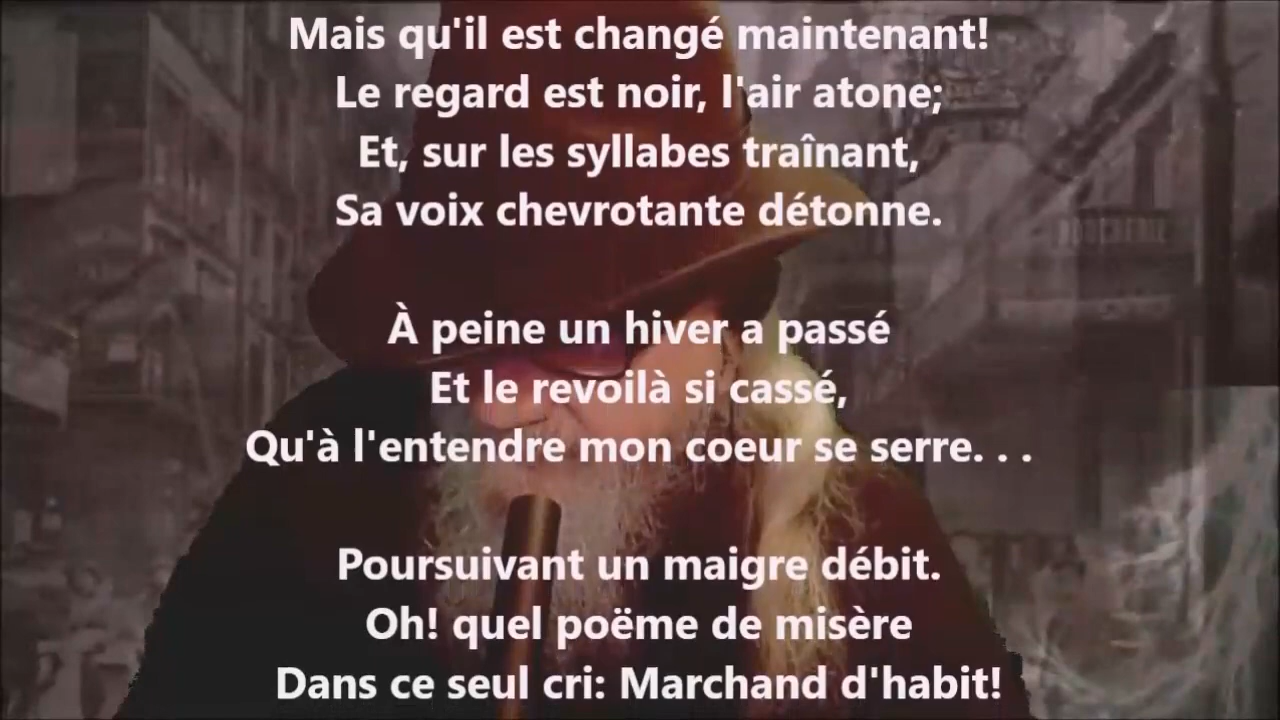 Mais qu'il est changé maintenant!
Le regard est noir, l'air atone;
Et, sur les syllabes traînant,
Sa voix chevrotante détonne.
À peine un hiver a passé
Et le revoilà si cassé,
Qu'à l'entendre mon coeur se serre. . .
Poursuivant un maigre débit.
Oh! quel poëme de misère
Dans ce seul cri: Marchand d'habit!
BOUCHERIE